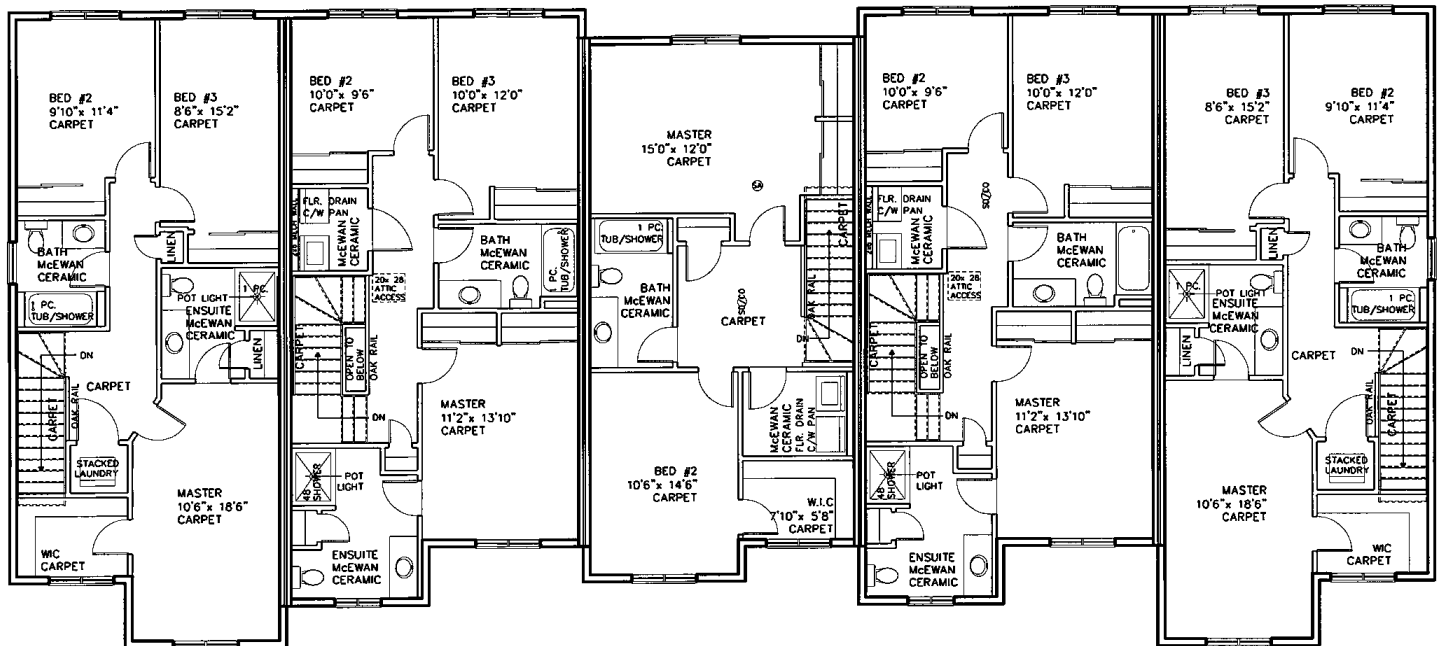 BED #2
9'10"x 11'4"
CARPET
BED #3
8'6"x 15'2"
CARPET
BATH
McEWAN
CERAMIC
LINEN
1 PC.
TUB/SHOWER
1 PC.
POT LIGHT
ENSUITE
McEWAN
CERAMIC
LINEN
DN
CARPET
OAK RAIL
CARPET
STACKED
LAUNDRY
MASTER
10'6"x 18'6"
CARPET
WIC
CARPET
BED #2
10'0"x 9'6"
CARPET
BED #3
10'0"x 12'0"
CARPET
FLR. DRAIN
C/W PAN
McEWAN
CERAMIC
BATH
McEWAN
CERAMIC
1 PC.
TUB/SHOWER
20x 28
ATTIC
ACCESS
CARPET
OPEN TO
BELOW
OAK RAIL
DN
MASTER
11'2"x 13'10"
CARPET
48
SHOWER
POT
LIGHT
ENSUITE
McEWAN
CERAMIC
MASTER
15'0"x 12'0"
CARPET
SA
1 PC.
TUB/SHOWER
BATH
McEWAN
CERAMIC
CARPET
CARPET
OAK RAIL
DN
McEWAN
CERAMIC
FLR. DRAIN
C/W PAN
BED #2
10'6"x 14'6"
CARPET
W.I.C
7'10"x 5'8"
CARPET
BED #2
10'0"x 9'6"
CARPET
BED #3
10'0"x 12'0"
CARPET
FLR. DRAIN
C/W PAN
McEWAN
CERAMIC
BATH
McEWAN
CERAMIC
20x 28
ATTIC
ACCESS
CARPET
OPEN TO
BELOW
OAK RAIL
DN
MASTER
11'2"x 13'10"
CARPET
48
SHOWER
POT
LIGHT
ENSUITE
McEWAN
CERAMIC
BED #3
8'6"x 15'2"
CARPET
BED #2
9'10"x 11'4"
CARPET
LINEN
BATH
McEWAN
CERAMIC
1 PC.
POT LIGHT
ENSUITE
McEWAN
CERAMIC
1 PC.
TUB/SHOWER
LINEN
CARPET
DN
OAK RAIL
CARPET
STACKED
LAUNDRY
MASTER
10'6"x 18'6"
CARPET
WIC
CARPET